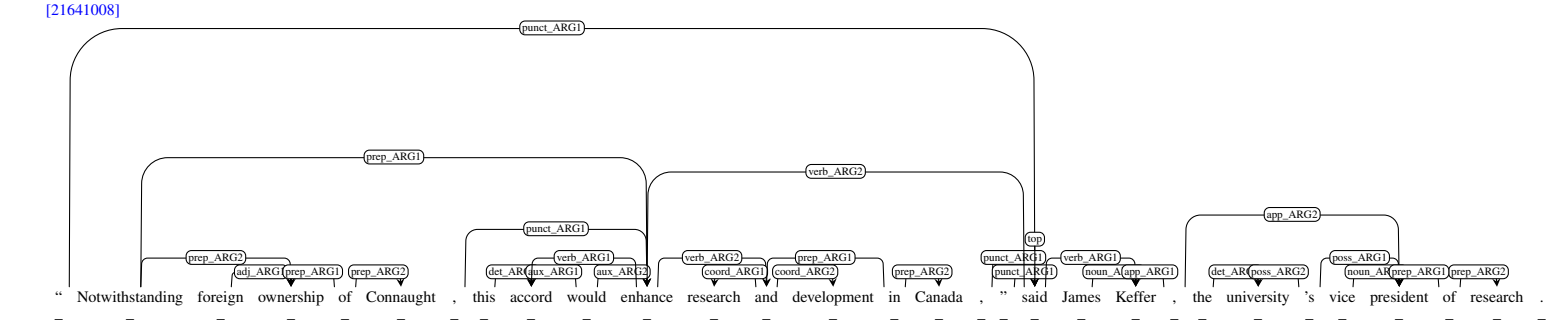 [21641008]
punct_ARG1
prep_ARG1
verb_ARG2
app_ARG2
punct_ARG1
top
prep_ARG2 verb_ARG1 verb_ARG2 prep_ARG1 punct_ARG1 verb_ARG1 poss_ARG1
adj_ARG1 prep_ARG1 prep_ARG2 aux_ARG1 aux_ARG2 coord_ARG1 coord_ARG2 prep_ARG2 punct_ARG1 app_ARG1 poss_ARG2 prep_ARG1 prep_ARG2
“ Notwithstanding foreign ownership of Connaught , this accord would enhance research and development in Canada , ” said James Keffer , the university ’s vice president of research .
_ _ _ _ _ _ _ _ _ _ _ _ _ _ _ _ _ _ _ _ _ _ _ _ _ _ _ _ _ _